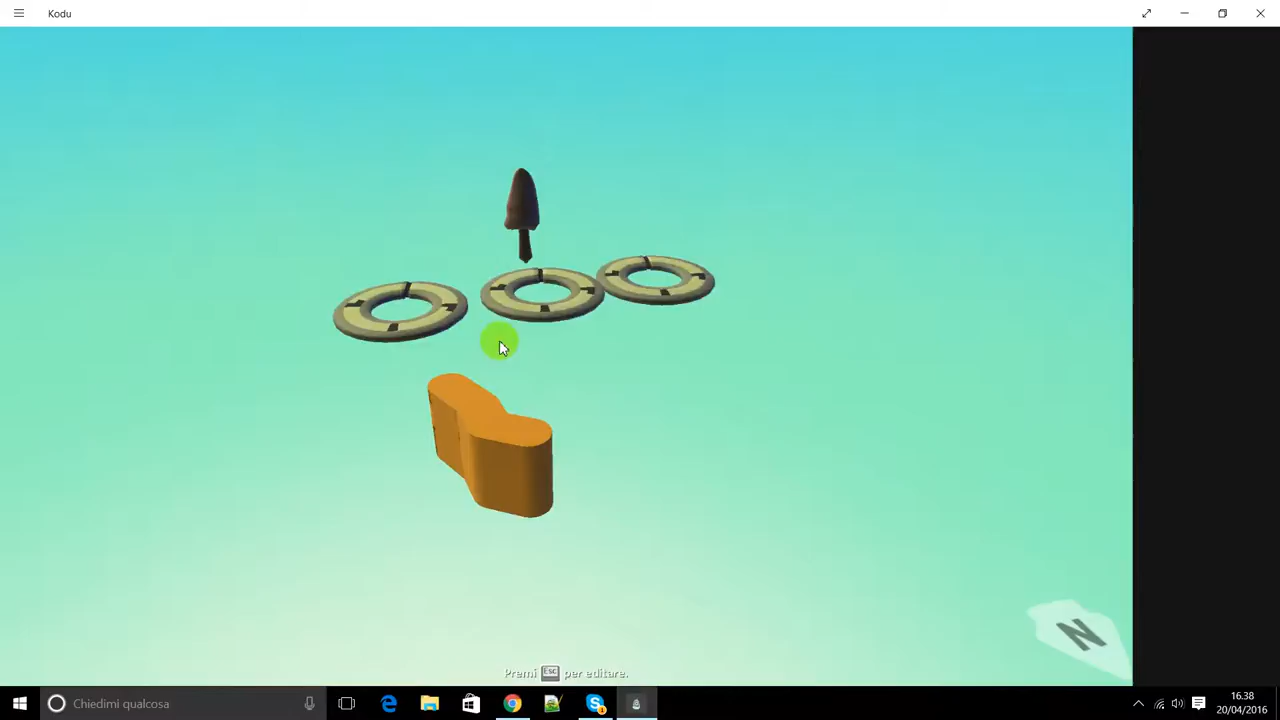 Kodu
N
Premi Esc per editare.
Chiedimi qualcosa
16.38
20/04/2016